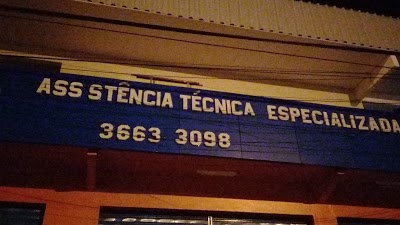 ASS STÊNCIA TÉCNICA ESPECIALIZADA
3663 3098